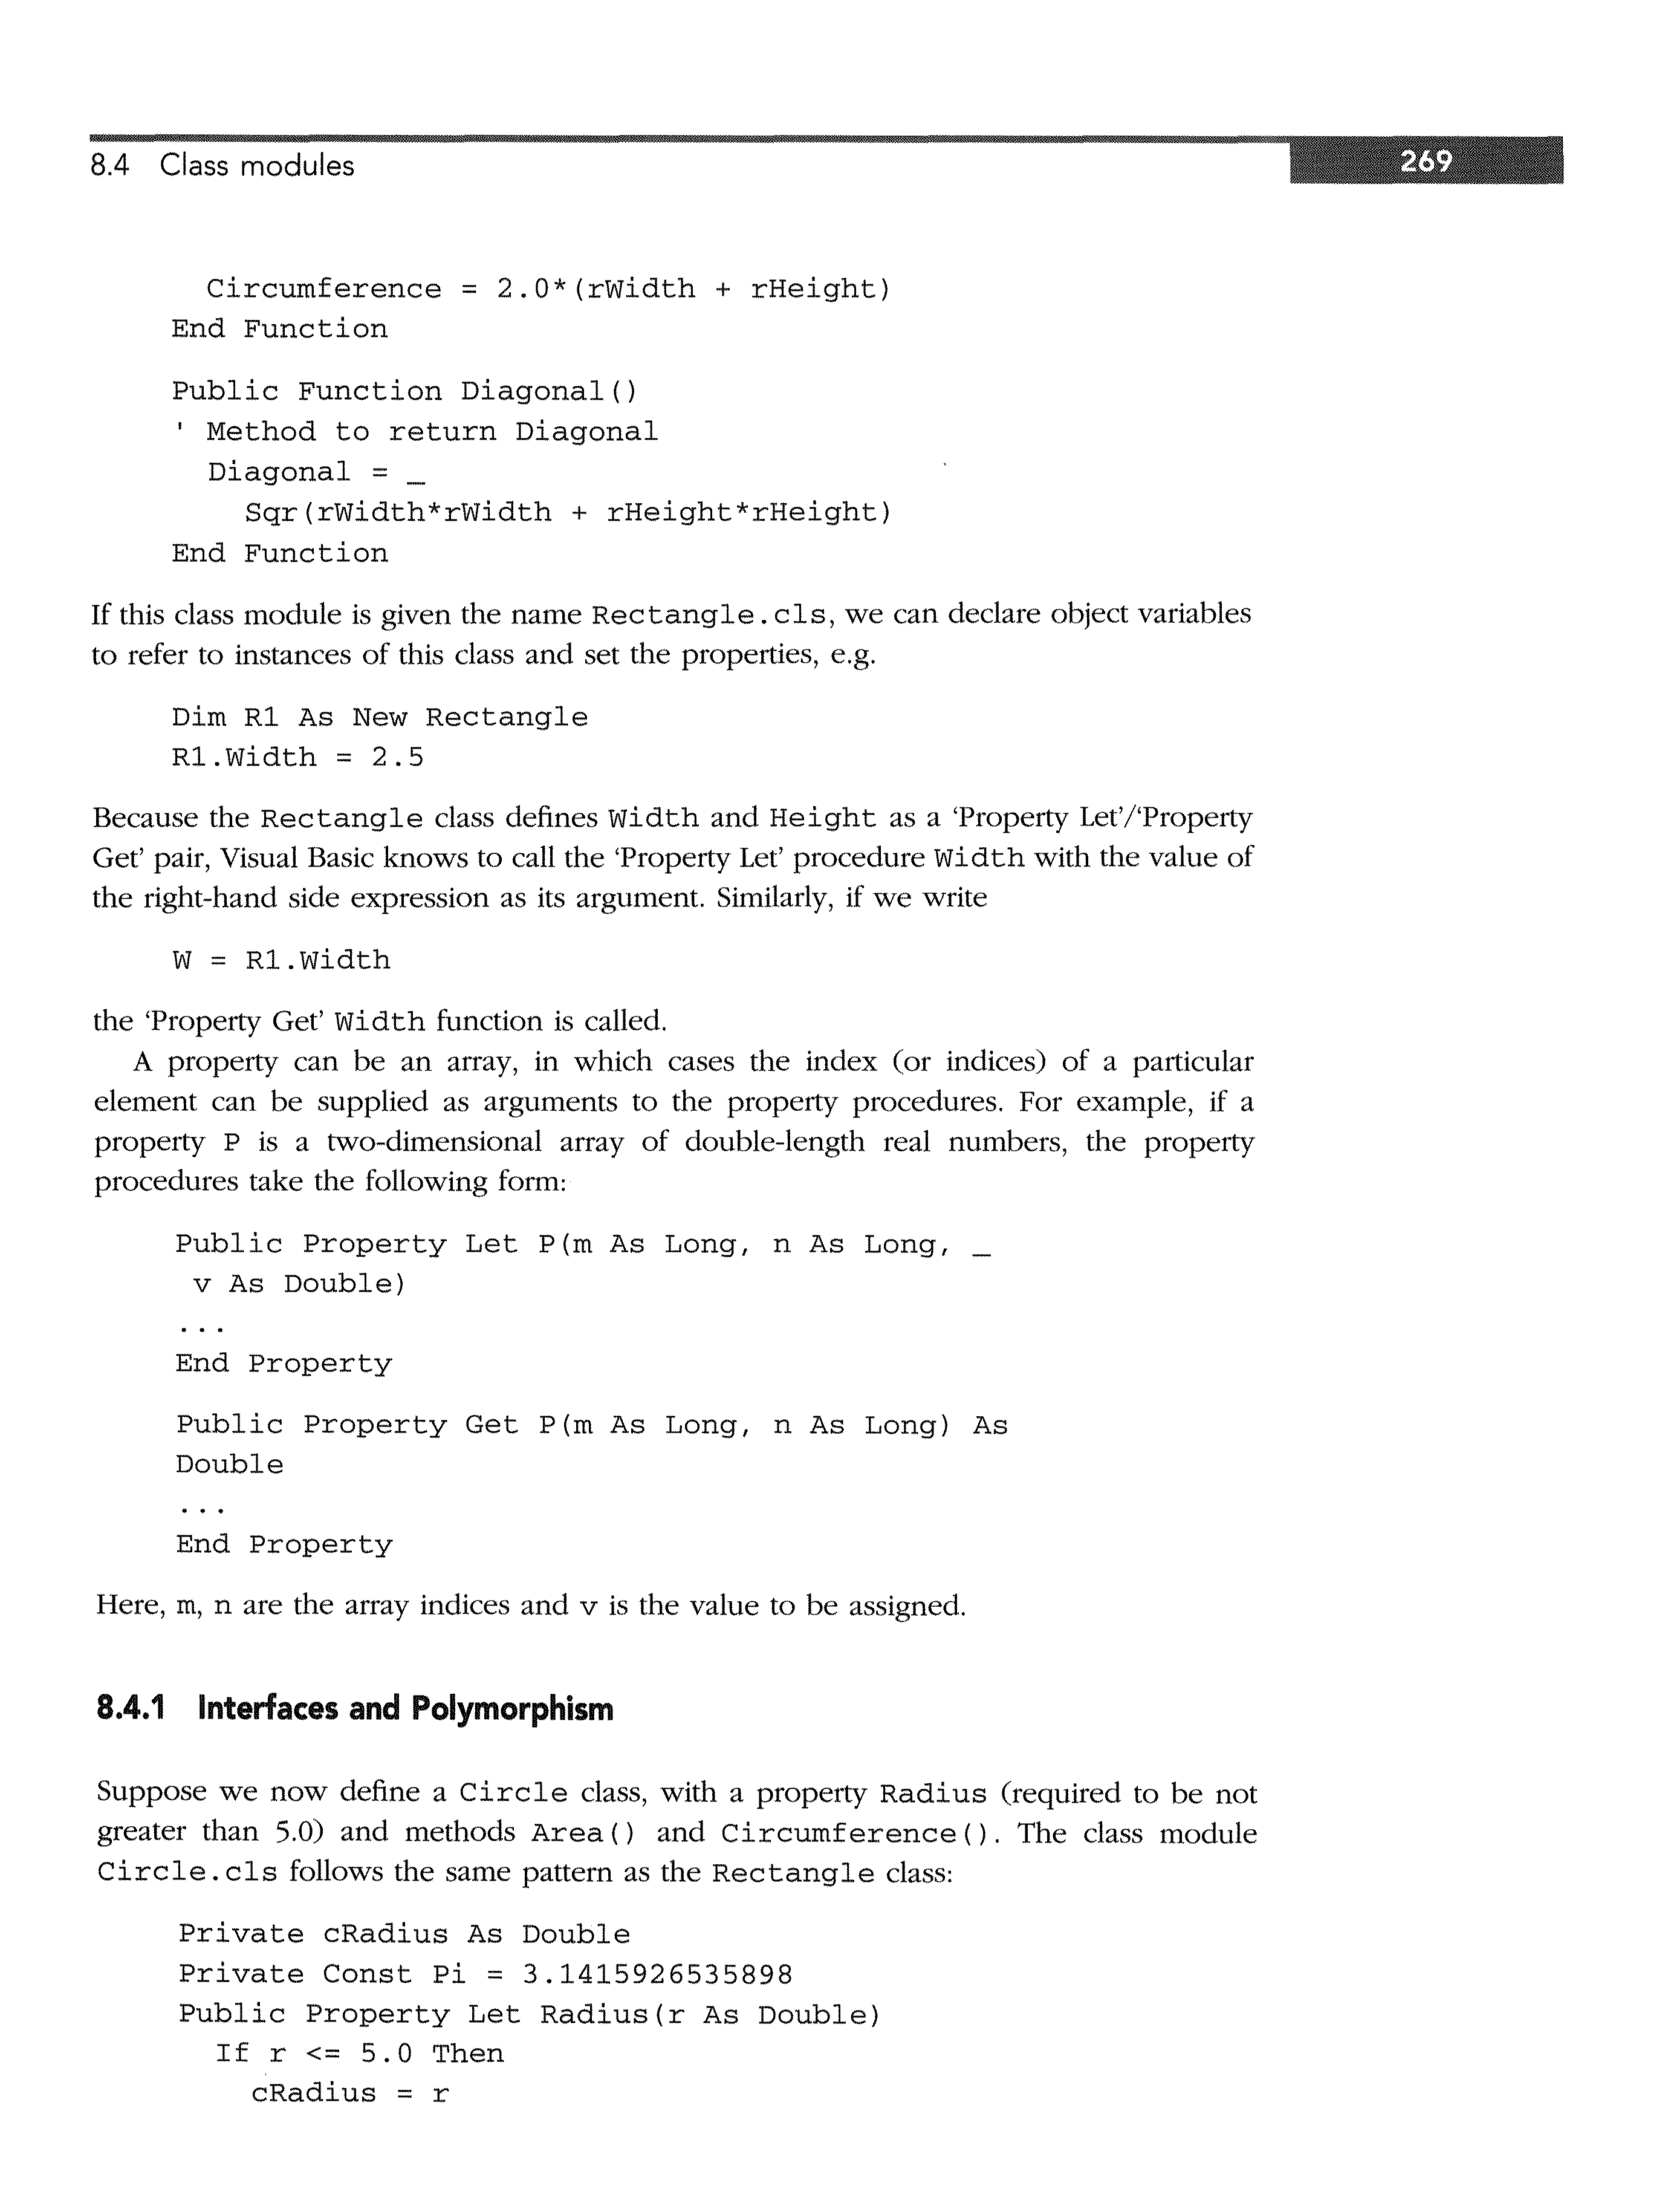 8.4 Class modules
269
Circumference = 2.0*(rWidth + rHeight)
End Function
Public Function Diagonal()
' Method to return Diagonal
Diagonal = _
Sqr(rWidth*rWidth + rHeight*rHeight)
End Function
If this class module is given the name Rectangle.cls, we can declare object variables
to refer to instances of this class and set the properties, e.g.
Dim R1 As New Rectangle
R1.Width = 2.5
Because the Rectangle class defines Width and Height as a ‘Property Let’/‘Property
Get’ pair, Visual Basic knows to call the ‘Property Let’ procedure Width with the value of
the right-hand side expression as its argument. Similarly, if we write
W = R1.Width
the ‘Property Get’ Width function is called.
A property can be an array, in which cases the index (or indices) of a particular
element can be supplied as arguments to the property procedures. For example, if a
property P is a two-dimensional array of double-length real numbers, the property
procedures take the following form:
Public Property Let P(m As Long, n As Long, _
v As Double)
...
End Property
Public Property Get P(m As Long, n As Long) As
Double
...
End Property
Here, m, n are the array indices and v is the value to be assigned.
8.4.1 Interfaces and Polymorphism
Suppose we now define a Circle class, with a property Radius (required to be not
greater than 5.0) and methods Area() and Circumference(). The class module
Circle.cls follows the same pattern as the Rectangle class:
Private cRadius As Double
Private Const Pi = 3.1415926535898
Public Property Let Radius(r As Double)
If r <= 5.0 Then
cRadius = r